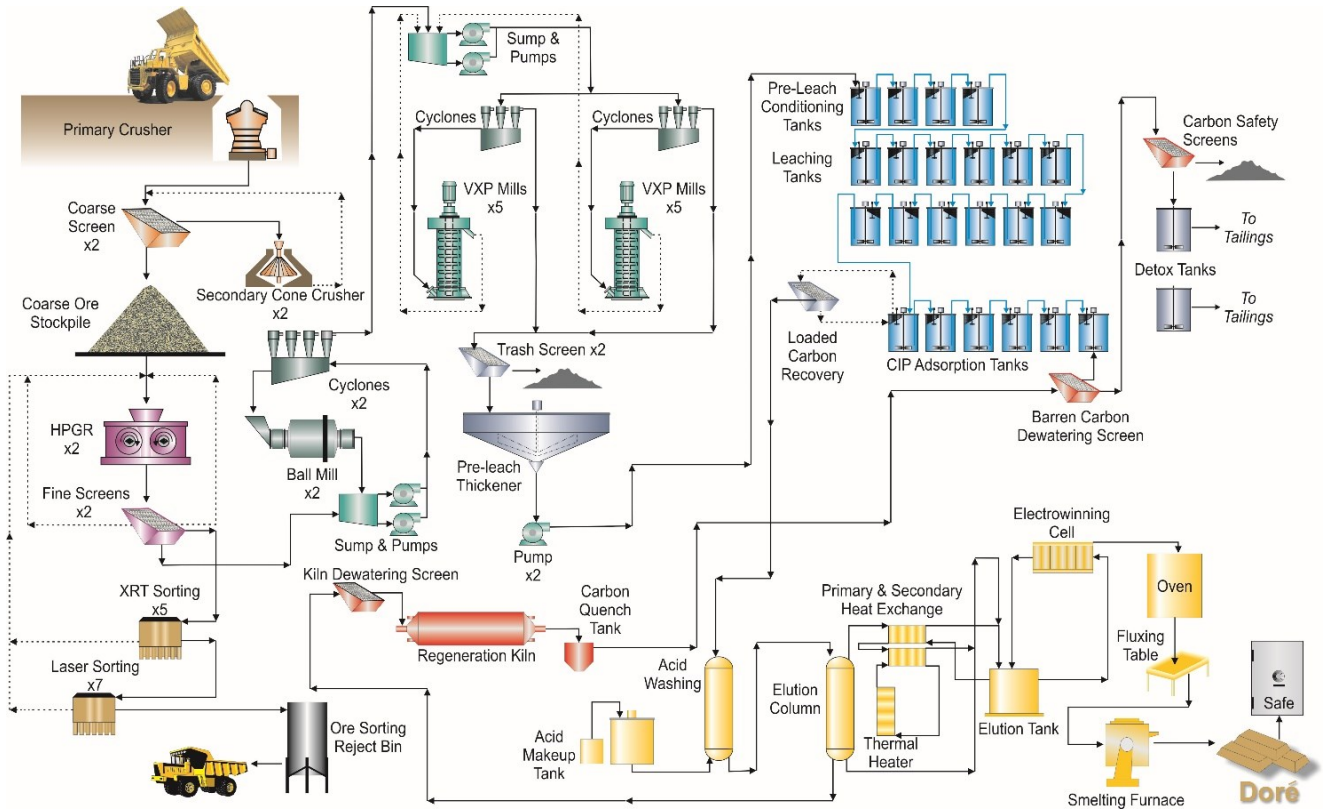 Sump &
Pumps
Primary Crusher
Cyclones
Cyclones
Pre-Leach
Conditioning
Tanks
Carbon Safety
Screens
Leaching
Tanks
VXP Mills
x5
VXP Mills
x5
Coarse
Screen
x2
To
Tailings
Detox Tanks
To
Tailings
Secondary Cone Crusher
x2
Coarse Ore
Stockpile
Trash Screen x2
Loaded
Carbon
Recovery
CIP Adsorption Tanks
Cyclones
x2
Barren Carbon
Dewatering Screen
HPGR
x2
Ball Mill
x2
Pre-leach
Thickener
Fine Screens
x2
Sump & Pumps
Pump
x2
Electrowinning
Cell
Kiln Dewatering Screen
XRT Sorting
x5
Carbon
Quench
Tank
Primary & Secondary
Heat Exchange
Oven
Regeneration Kiln
Fluxing
Table
Laser Sorting
x7
Acid
Washing
Elution
Column
Safe
Ore Sorting
Reject Bin
Acid
Makeup
Tank
Thermal
Heater
Elution Tank
Smelting Furnace
Doré